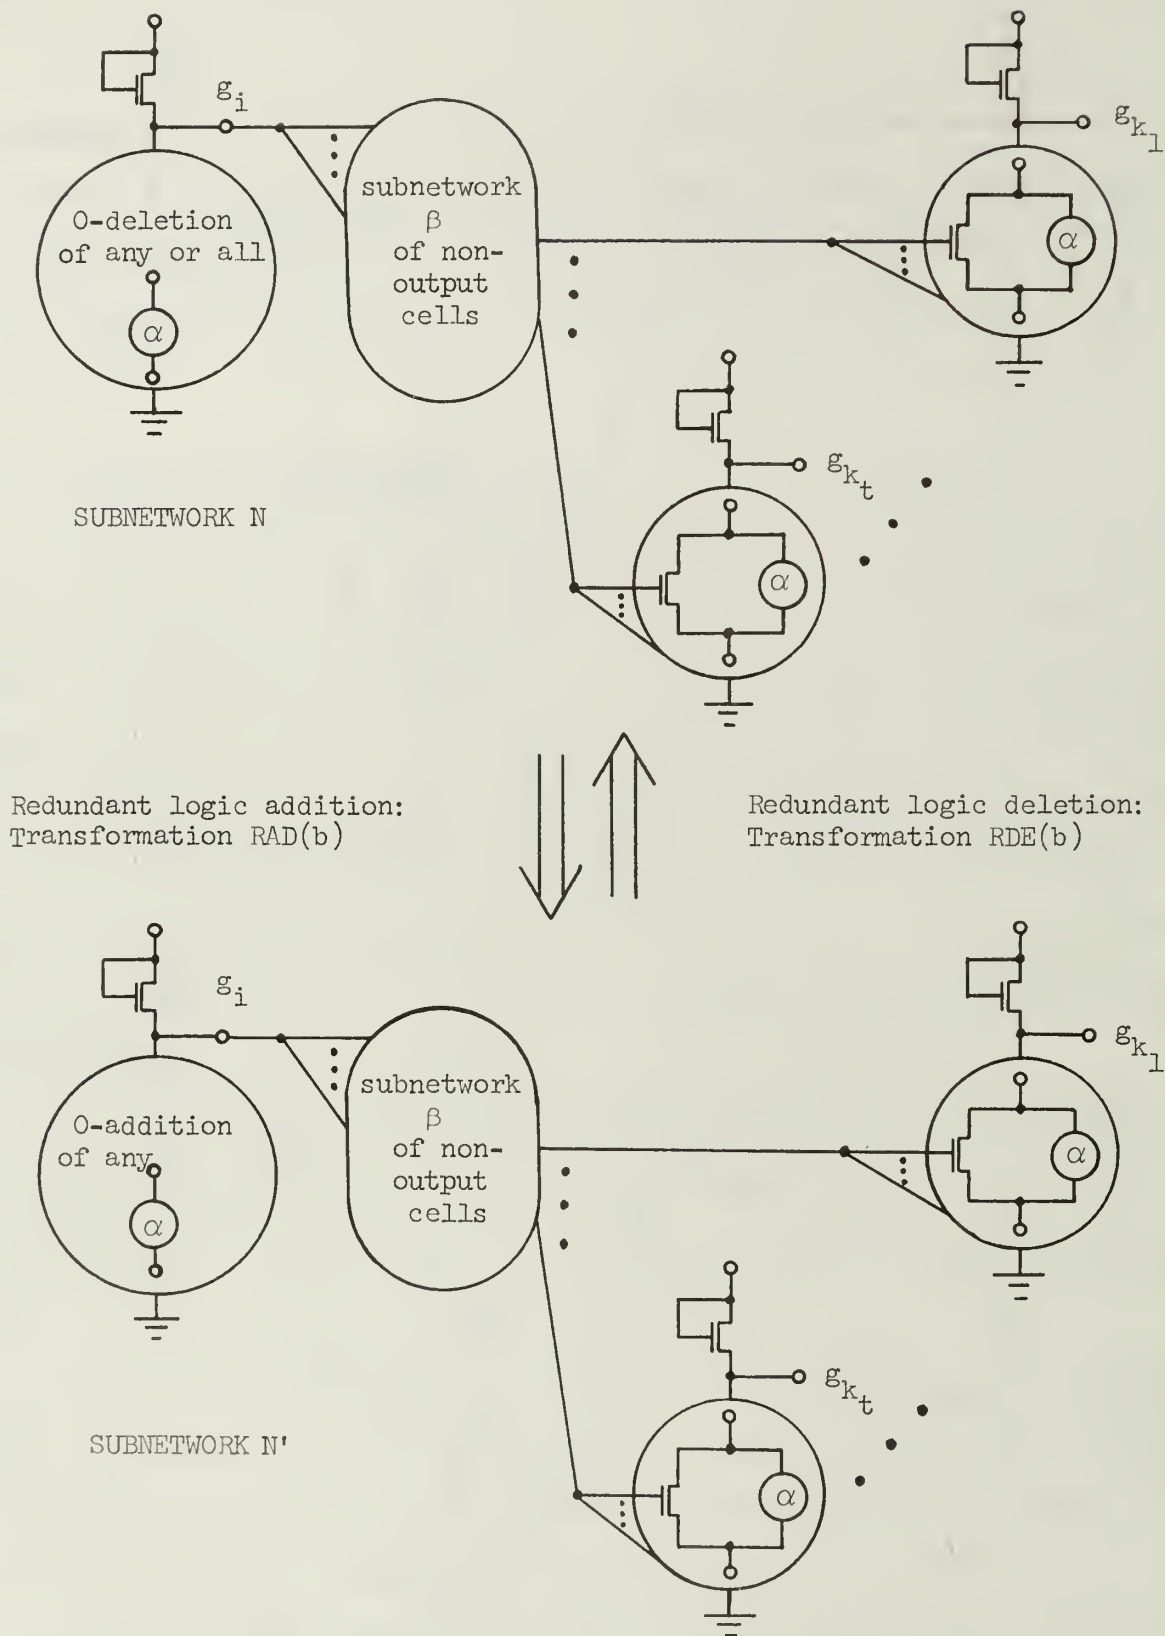 g_i
g_{k_1}
O-deletion
of any or all
α
subnetwork
β
of non-
output
cells
α
g_{k_t}
α
SUBNETWORK N
Redundant logic addition:
Transformation RAD(b)
Redundant logic deletion:
Transformation RDE(b)
g_i
g_{k_1}
O-addition
of any
α
subnetwork
β
of non-
output
cells
α
g_{k_t}
α
SUBNETWORK N'